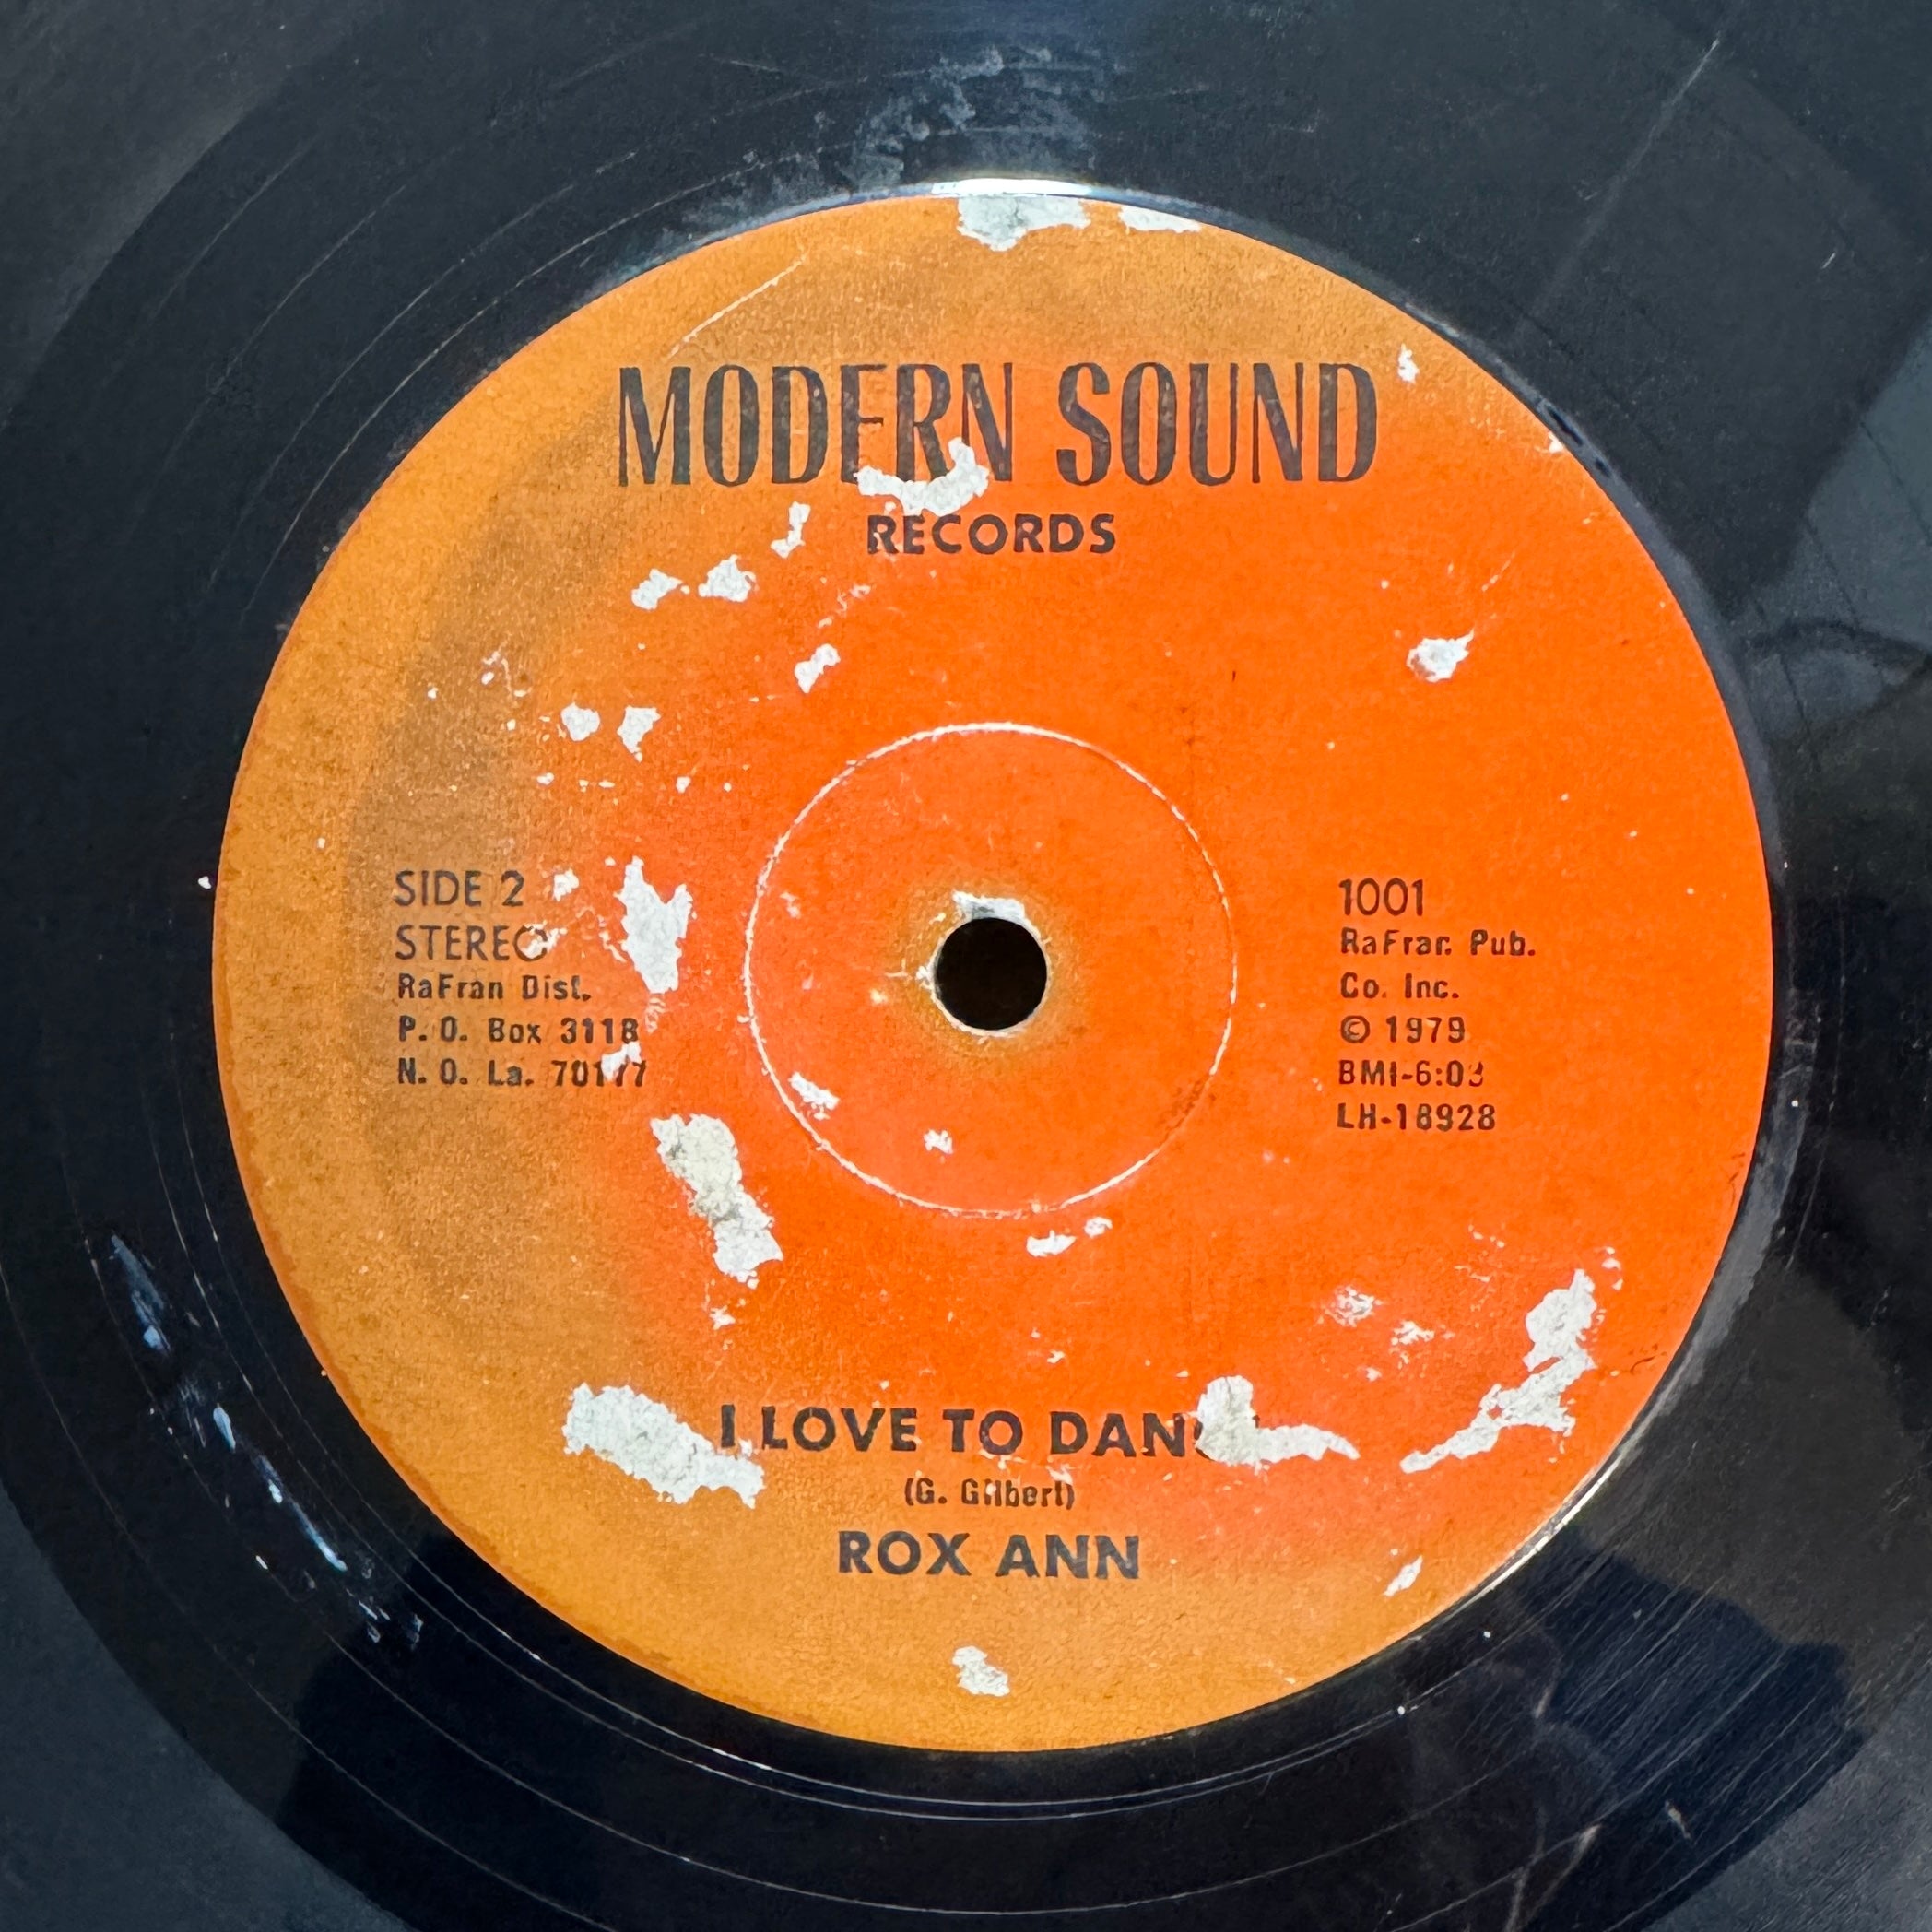 MODERN SOUND
RECORDS
SIDE 2
STEREO
RaFran Dist.
P. O. Box 3118
N. O. La. 70177
1001
RaFran Pub.
Co. Inc.
© 1979
BMI-6:03
LH-18928
I LOVE TO
(G. Gilbert)
ROX ANN